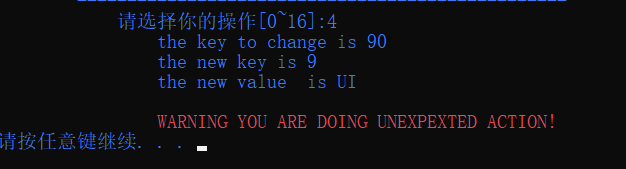 请选择你的操作[0~16]:4
the key to change is 90
the new key is 9
the new value  is UI
WARNING YOU ARE DOING UNEXPEXTED ACTION!
请按任意键继续. . .